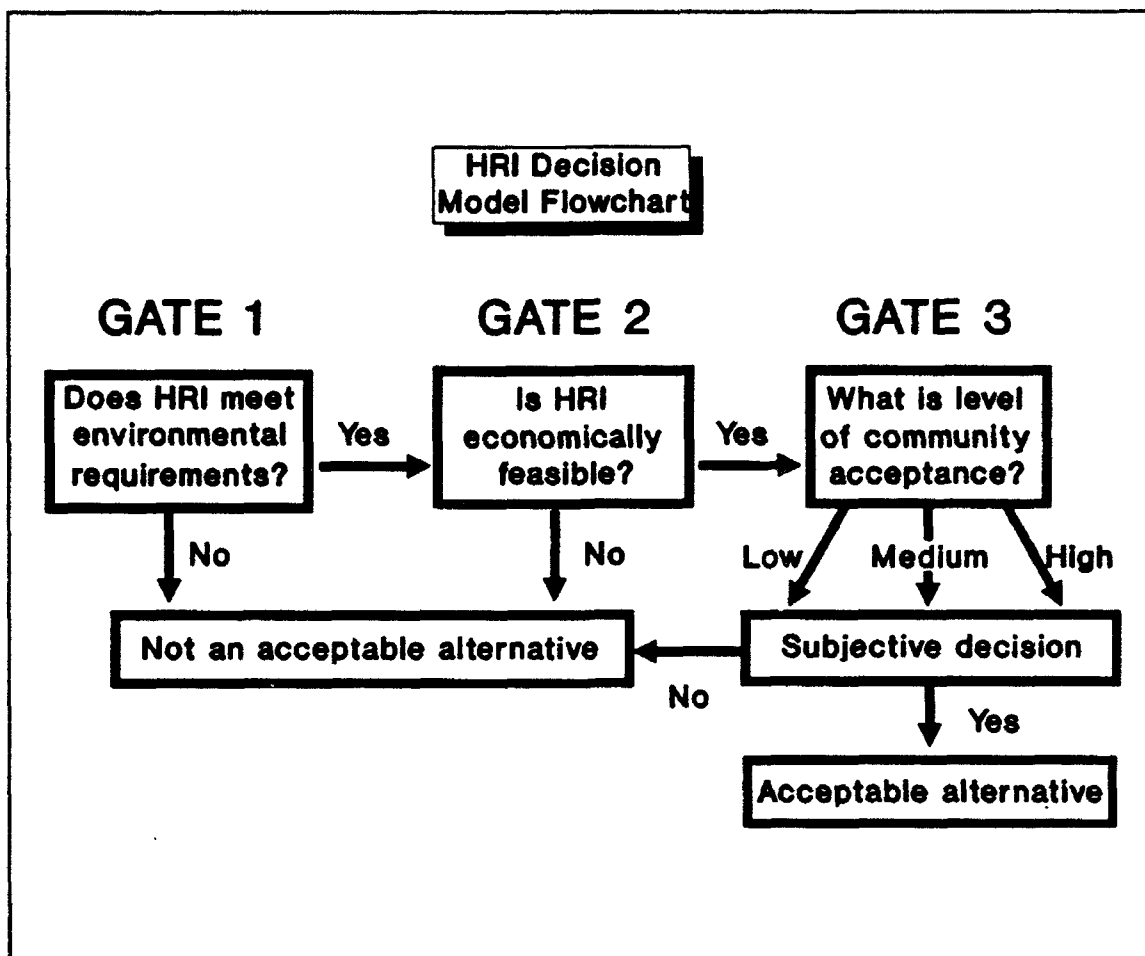 HRI Decision
Model Flowchart
GATE 1
GATE 2
GATE 3
Does HRI meet
environmental
requirements?
Yes
Is HRI
economically
feasible?
Yes
What is level
of community
acceptance?
No
No
Low
Medium
High
Not an acceptable alternative
No
Subjective decision
Yes
Acceptable alternative